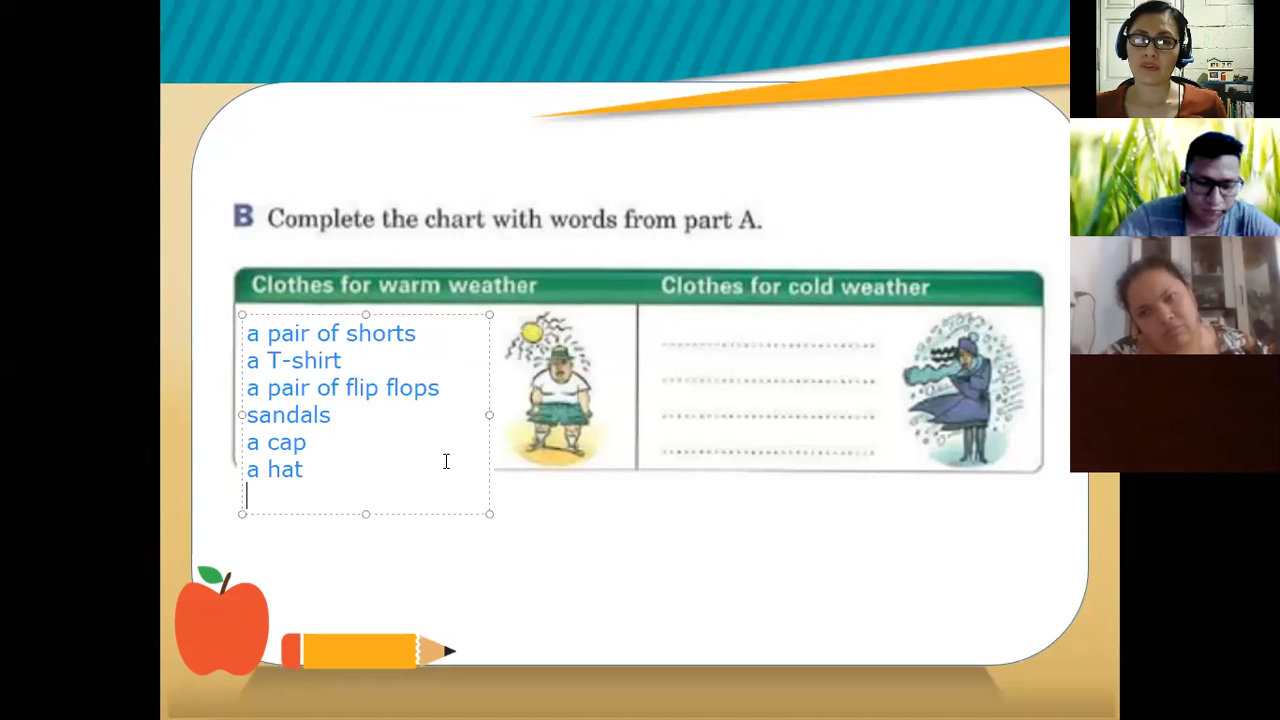 B Complete the chart with words from part A.
Clothes for warm weather
Clothes for cold weather
a pair of shorts
a T-shirt
a pair of flip flops
sandals
a cap
a hat